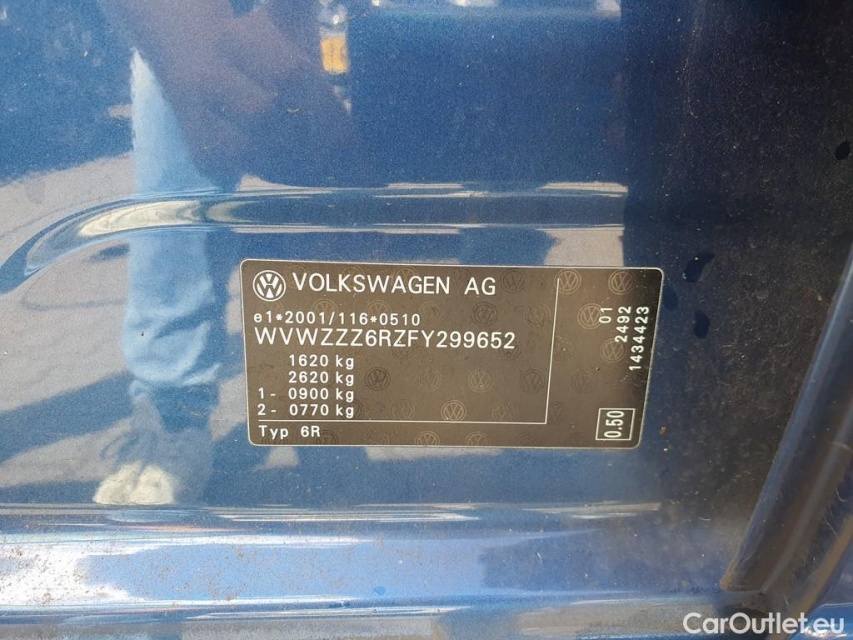 VOLKSWAGEN AG
e1*2001/116*0510
WVWZZZ6RZFY299652
1620 kg
2620 kg
1- 0900 kg
2- 0770 kg
Typ 6R
01
2492
1434423
0.50
CarOutlet.eu